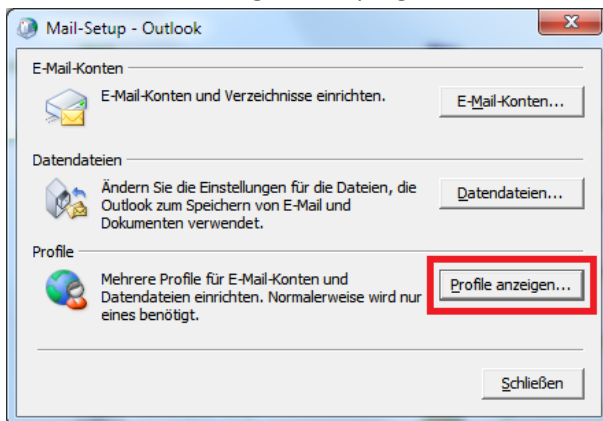 Mail-Setup - Outlook
E-Mail-Konten
E-Mail-Konten und Verzeichnisse einrichten.
E-Mail-Konten...
Datendateien
Ändern Sie die Einstellungen für die Dateien, die
Outlook zum Speichern von E-Mail und
Dokumenten verwendet.
Datendateien...
Profile
Mehrere Profile für E-Mail-Konten und
Datendateien einrichten. Normalerweise wird nur
eines benötigt.
Profile anzeigen...
Schließen